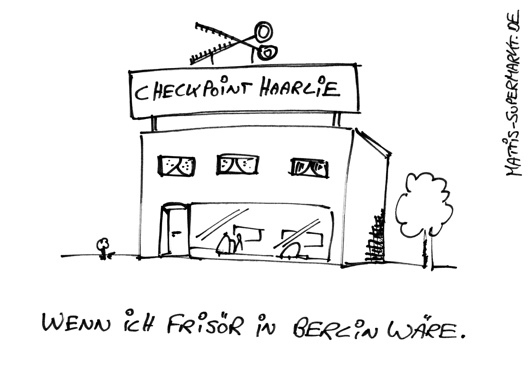 CHECKPOINT HAARLIE
WENN ICH FRISÖR IN BERLIN WÄRE.
MATTIS-SUPERMARKT.DE